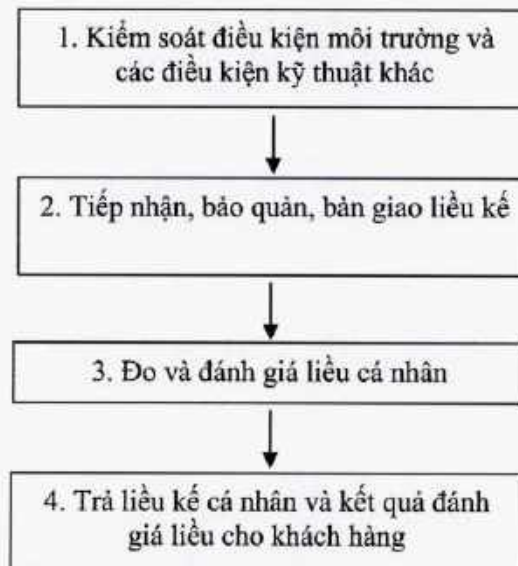 1. Kiểm soát điều kiện môi trường và
các điều kiện kỹ thuật khác
2. Tiếp nhận, bảo quản, bàn giao liều kế
3. Đo và đánh giá liều cá nhân
4. Trả liều kế cá nhân và kết quả đánh
giá liều cho khách hàng